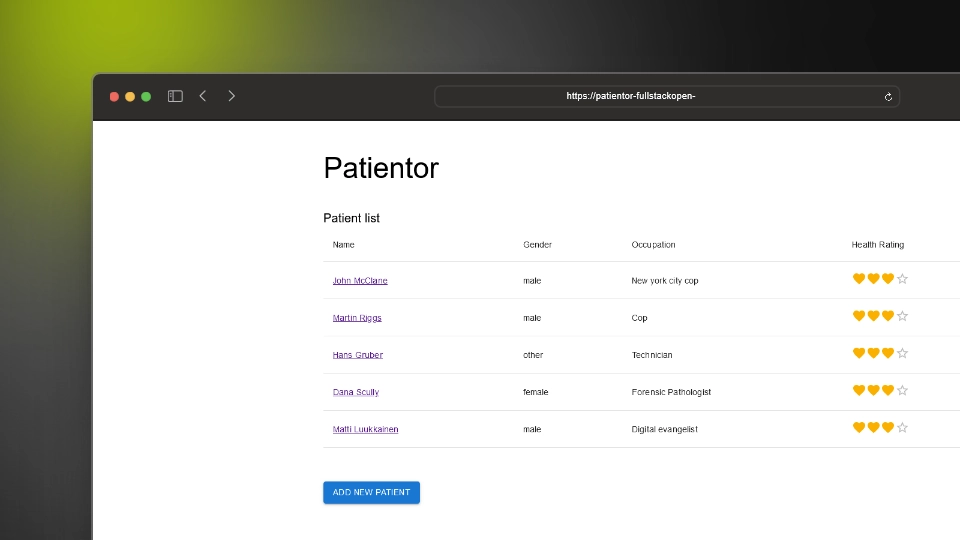 https://patientor-fullstackopen-
Patientor
Patient list
Name Gender Occupation Health Rating
John McClane male New york city cop
Martin Riggs male Cop
Hans Gruber other Technician
Dana Scully female Forensic Pathologist
Matti Luukkainen male Digital evangelist
ADD NEW PATIENT